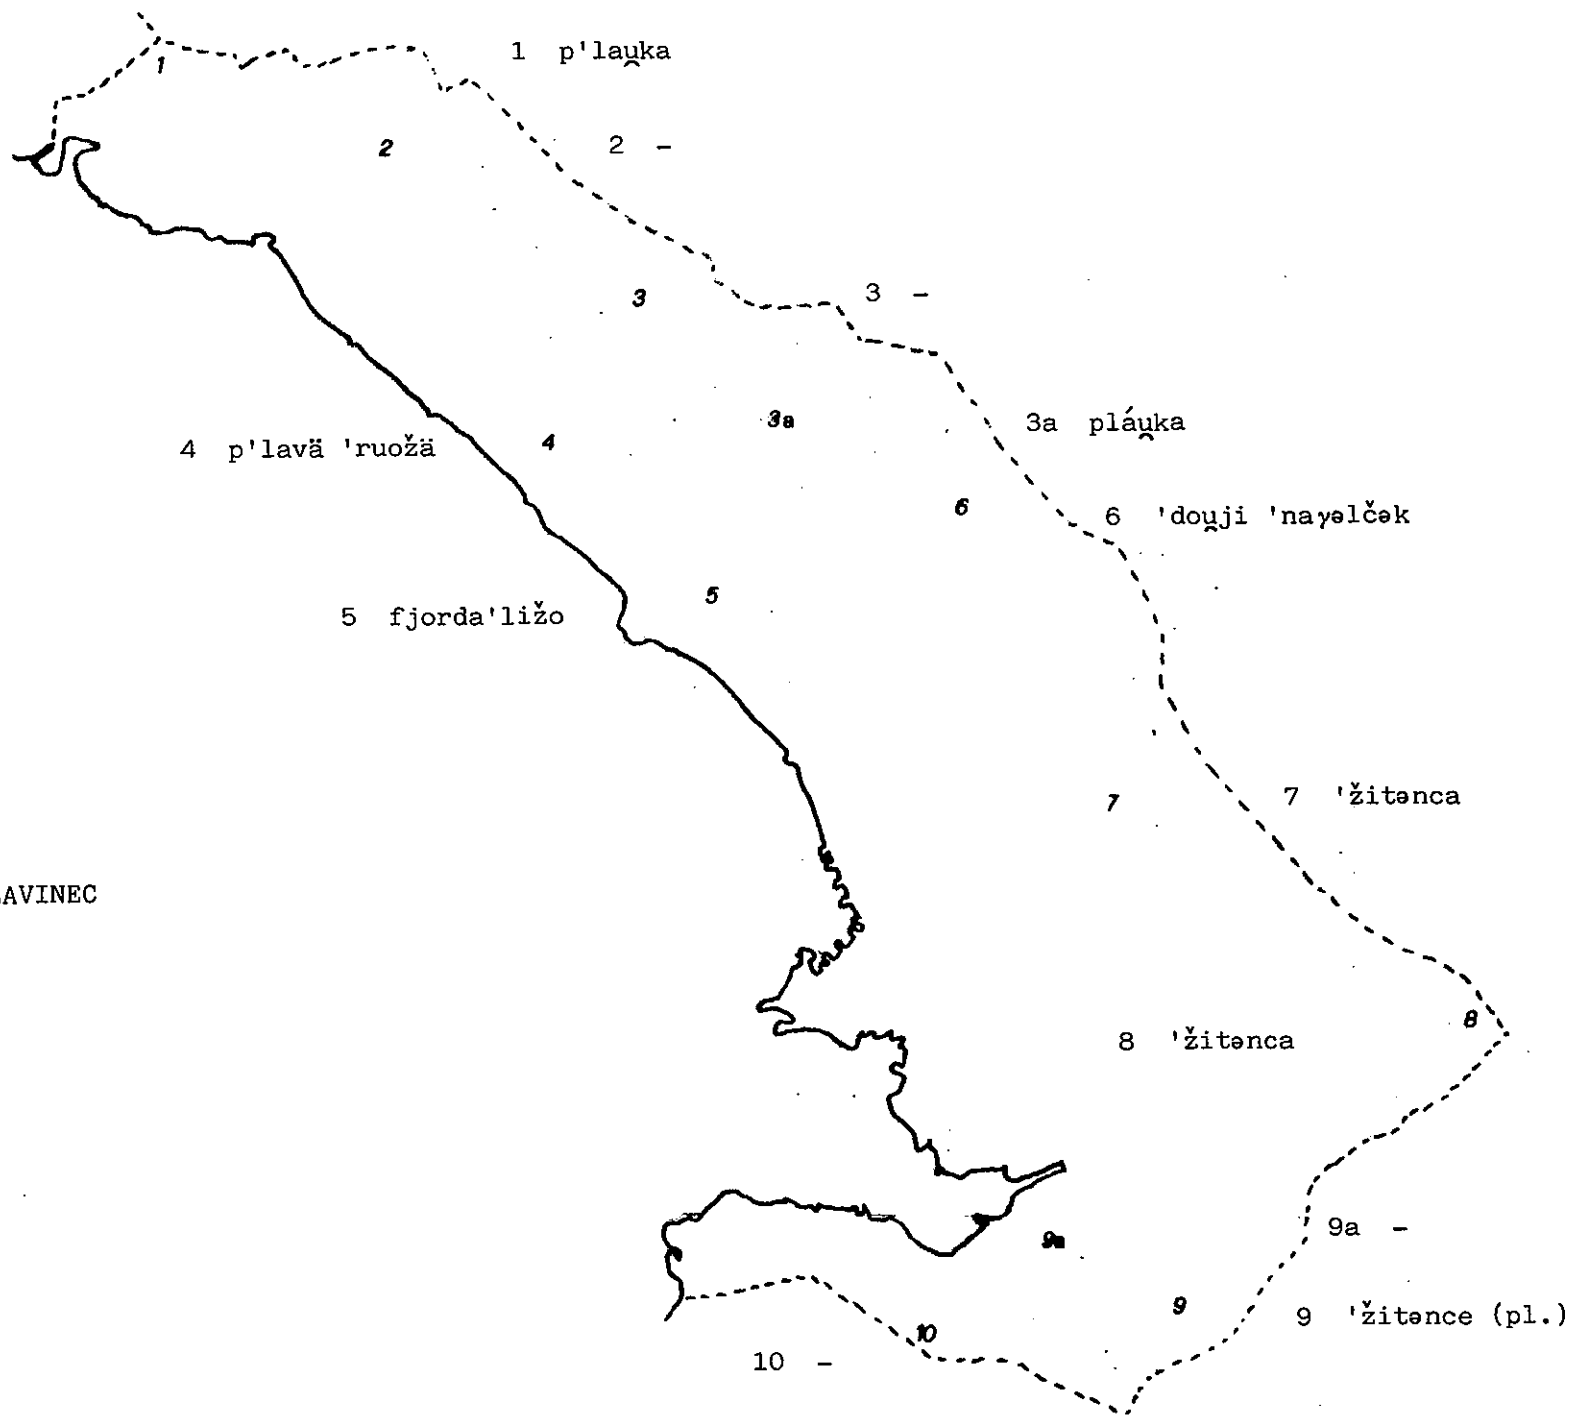 1 p'lau̯ka
1
2 -
2
3 -
3
3a pláu̯ka
3a
4 p'lavä 'ruožä
4
6
6 'dou̯ji 'nayəlčək
5
5 fjorda'ližo
7 'žitənca
7
AVINEC
8
8 'žitənca
9a -
9a
9
9 'žitənce (pl.)
10
10 -